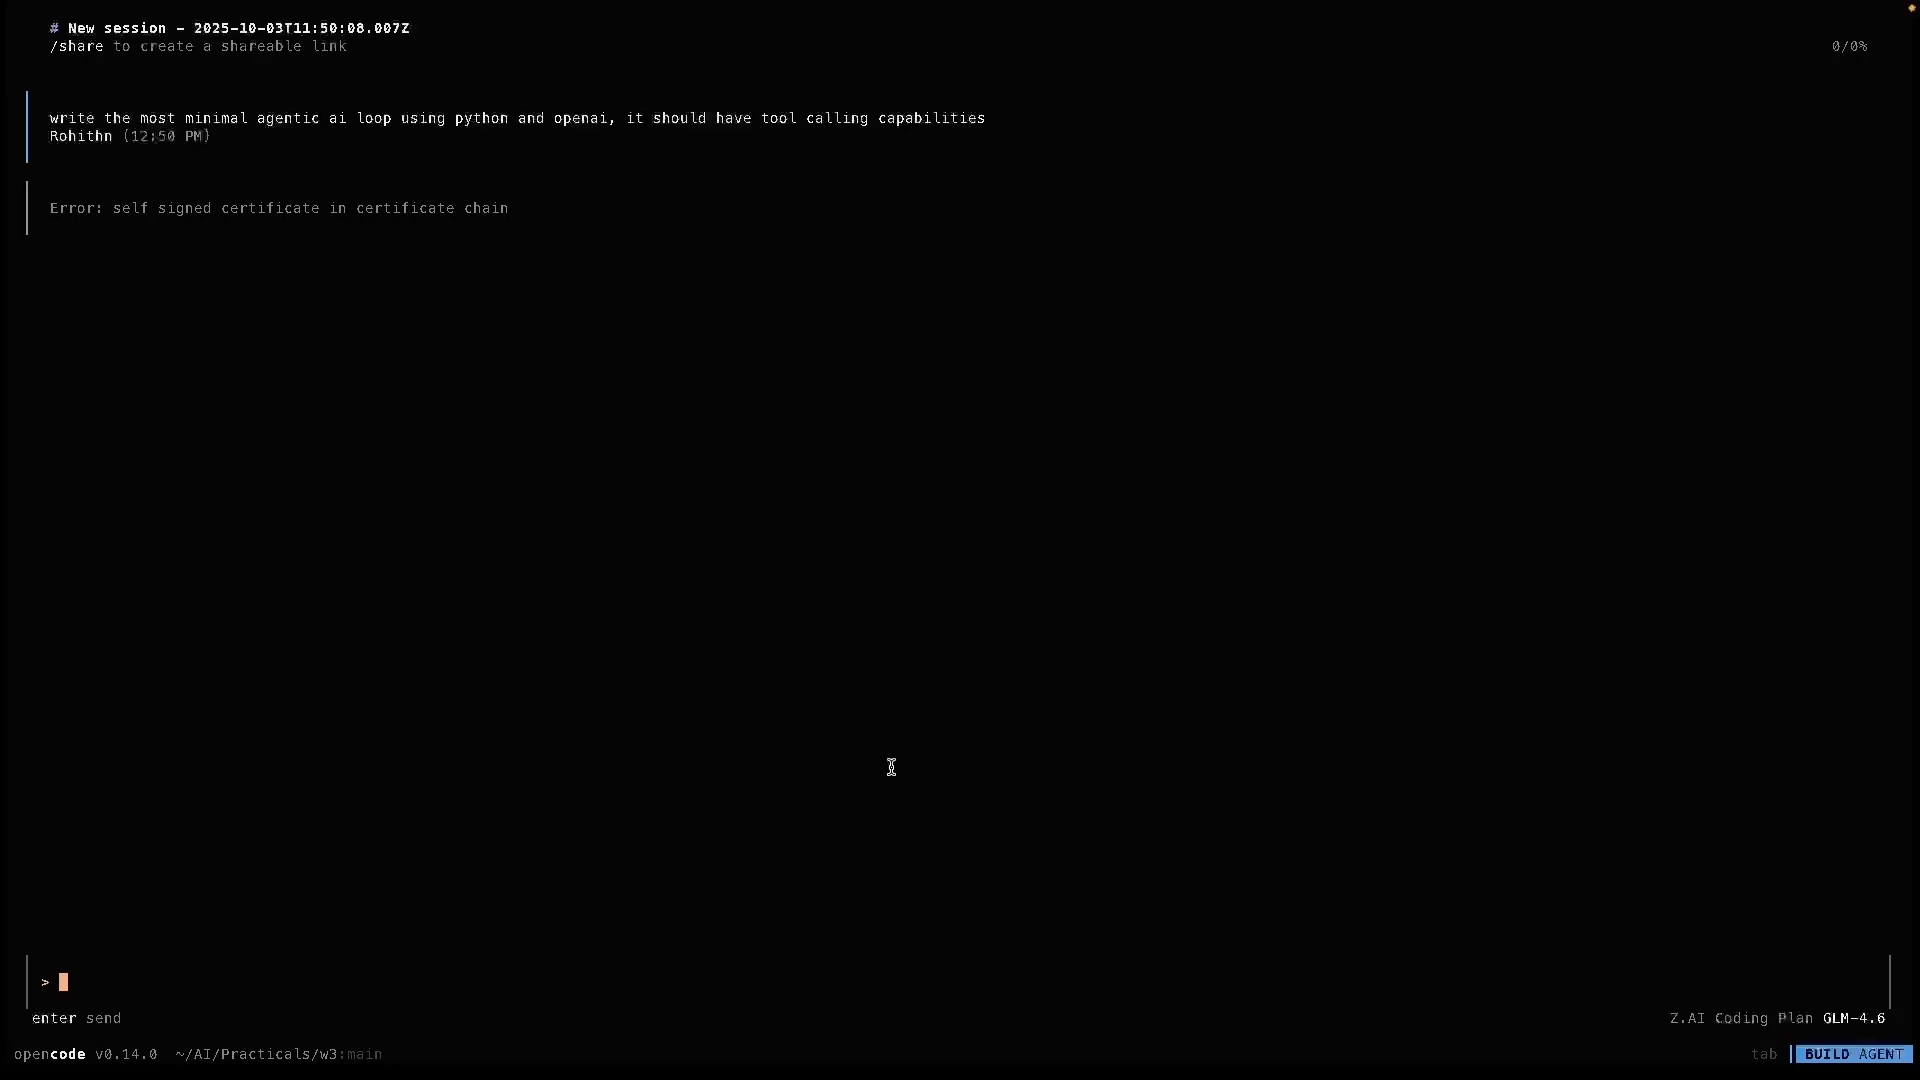 # New session - 2025-10-03T11:50:08.007Z
/share to create a shareable link 0/0%
write the most minimal agentic ai loop using python and openai, it should have tool calling capabilities
Rohithn (12:50 PM)
Error: self signed certificate in certificate chain
>
enter send Z.AI Coding Plan GLM-4.6
opencode v0.14.0 ~/AI/Practicals/w3:main tab BUILD AGENT